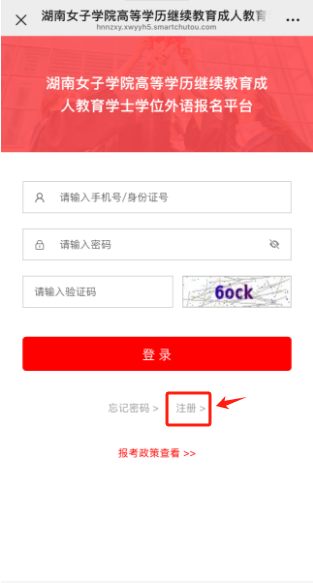 湖南女子学院高等学历继续教育成人教育
hnnzxy.xwyyh5.smartchutou.com
湖南女子学院高等学历继续教育成
人教育学士学位外语报名平台
请输入手机号/身份证号
请输入密码
请输入验证码
6ock
登 录
忘记密码 >
注册 >
报考政策查看 >>